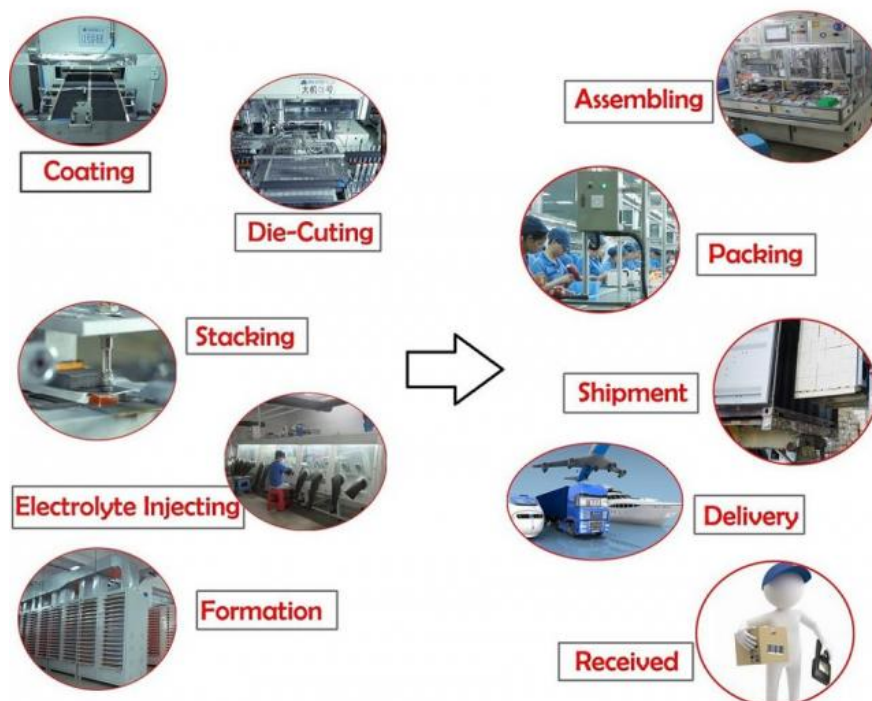 Coating
Die-Cuting
Stacking
Electrolyte Injecting
Formation
Assembling
Packing
Shipment
Delivery
Received